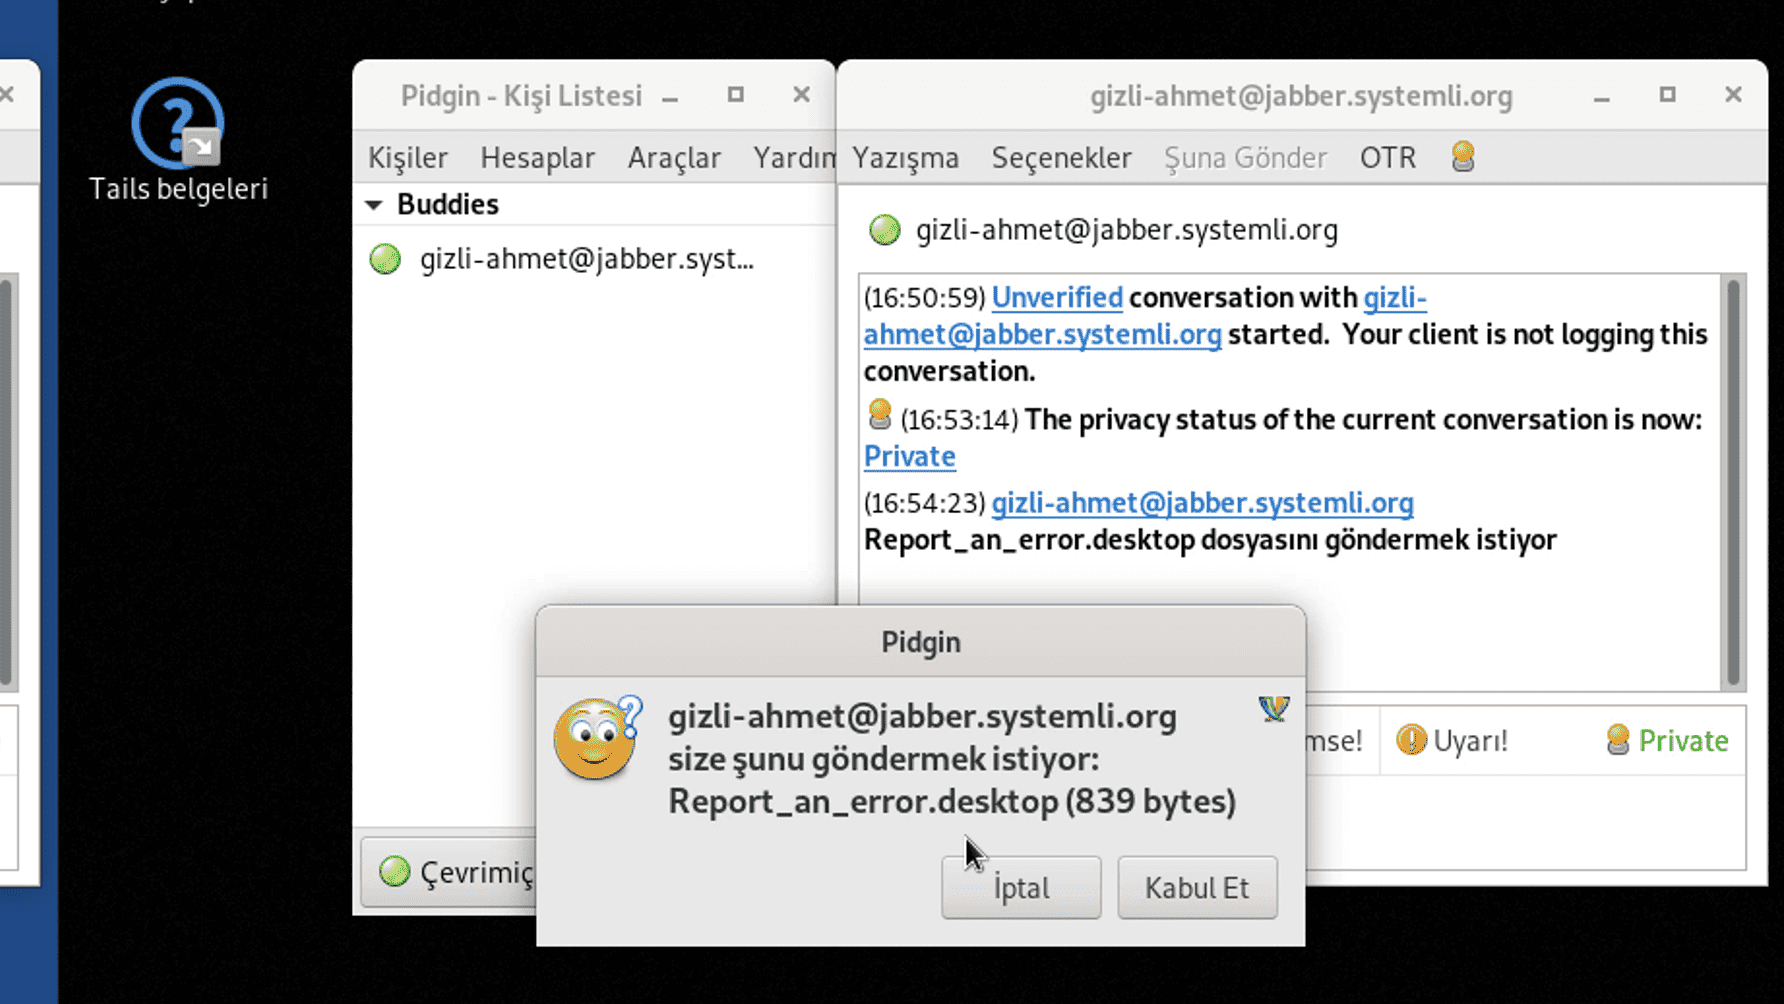 Tails belgeleri
Pidgin - Kişi Listesi
Kişiler Hesaplar Araçlar Yardım
Buddies
gizli-ahmet@jabber.syst...
gizli-ahmet@jabber.systemli.org
Yazışma Seçenekler Şuna Gönder OTR
gizli-ahmet@jabber.systemli.org
(16:50:59) Unverified conversation with gizli-
ahmet@jabber.systemli.org started. Your client is not logging this
conversation.
(16:53:14) The privacy status of the current conversation is now:
Private
(16:54:23) gizli-ahmet@jabber.systemli.org
Report_an_error.desktop dosyasını göndermek istiyor
Pidgin
gizli-ahmet@jabber.systemli.org
size şunu göndermek istiyor:
Report_an_error.desktop (839 bytes)
İptal Kabul Et
mse! Uyarı! Private
Çevrimiç